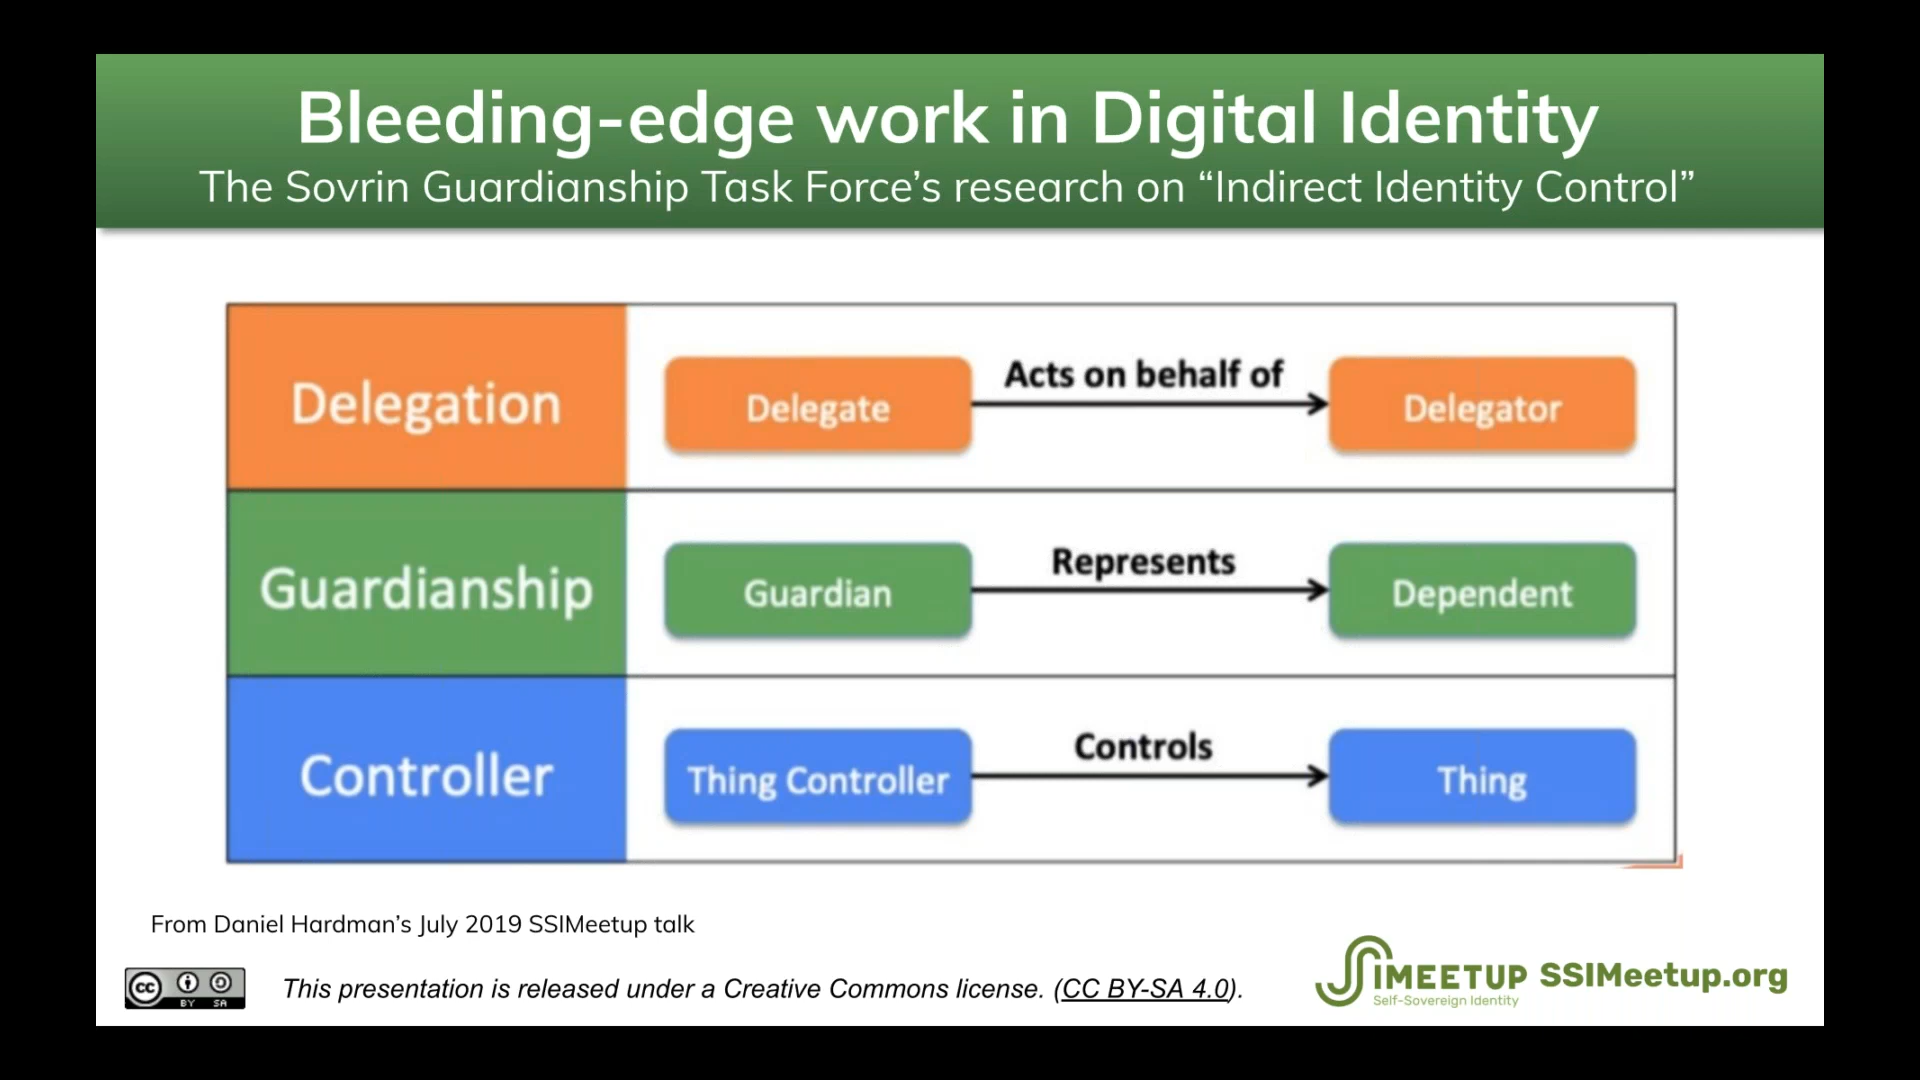 Bleeding-edge work in Digital Identity
The Sovrin Guardianship Task Force’s research on “Indirect Identity Control”
Delegation
Delegate
Acts on behalf of
Delegator
Guardianship
Guardian
Represents
Dependent
Controller
Thing Controller
Controls
Thing
From Daniel Hardman’s July 2019 SSIMeetup talk
cc BY SA
This presentation is released under a Creative Commons license. (CC BY-SA 4.0).
SSIMEETUP
Self-Sovereign Identity
SSIMeetup.org